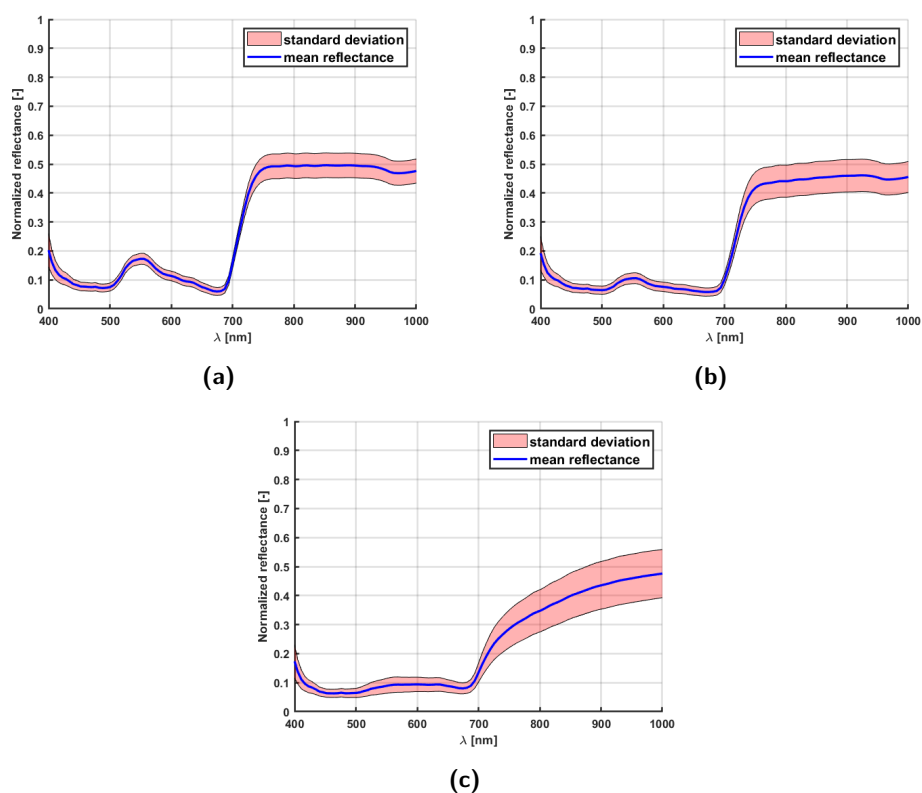 1
0.9
0.8
0.7
0.6
0.5
0.4
0.3
0.2
0.1
0
400 500 600 700 800 900 1000
λ [nm]
Normalized reflectance [-]
standard deviation
mean reflectance
(a)
1
0.9
0.8
0.7
0.6
0.5
0.4
0.3
0.2
0.1
0
400 500 600 700 800 900 1000
λ [nm]
Normalized reflectance [-]
standard deviation
mean reflectance
(b)
1
0.9
0.8
0.7
0.6
0.5
0.4
0.3
0.2
0.1
0
400 500 600 700 800 900 1000
λ [nm]
Normalized reflectance [-]
standard deviation
mean reflectance
(c)